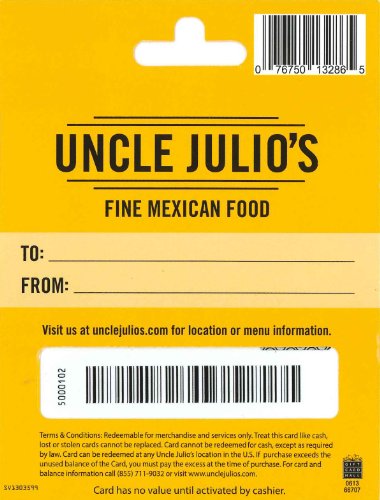 0 76750 13286 5
UNCLE JULIO'S
FINE MEXICAN FOOD
TO:
FROM:
Visit us at unclejulios.com for location or menu information.
5000102
Terms & Conditions: Redeemable for merchandise and services only. Treat this card like cash,
lost or stolen cards cannot be replaced. Card cannot be redeemed for cash, except as required
by law. Card can be redeemed at any Uncle Julio's location in the U.S. If purchase exceeds the
unused balance of the Card, you must pay the excess at the time of purchase. For card and
balance information call (855) 711-9032 or visit www.unclejulios.com.
SV1303599
Card has no value until activated by cashier.
GIFT
CARD
MALL
0613
66707